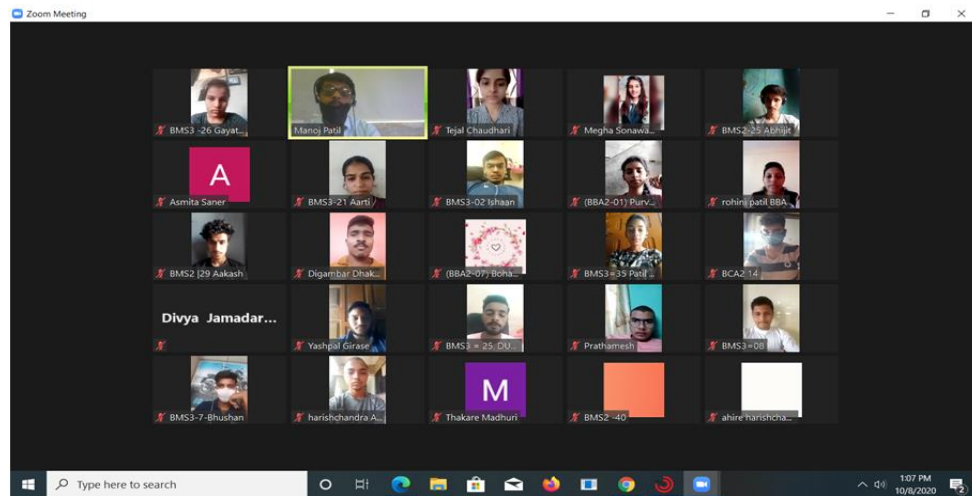 Zoom Meeting
BMS3 -26 Gayat...
Manoj Patil
Tejal Chaudhari
Megha Sonawa...
BMS2-25 Abhijit
A
Asmita Saner
BMS3-21 Aarti
BMS3-02 Ishaan
(BBA2-01) Purv...
rohini patil BBA
BMS2 |29 Aakash
Digambar Dhak...
(BBA2-07) Boha...
BMS3=35 Patil ...
BCA2 14
Divya Jamadar...
Yashpal Girase
BMS3 = 25, DU...
Prathamesh
BMS3=08
BMS3-7-Bhushan
harishchandra A...
M
Thakare Madhuri
BMS2 -40
ahire harishcha...
Type here to search
1:07 PM
10/8/2020